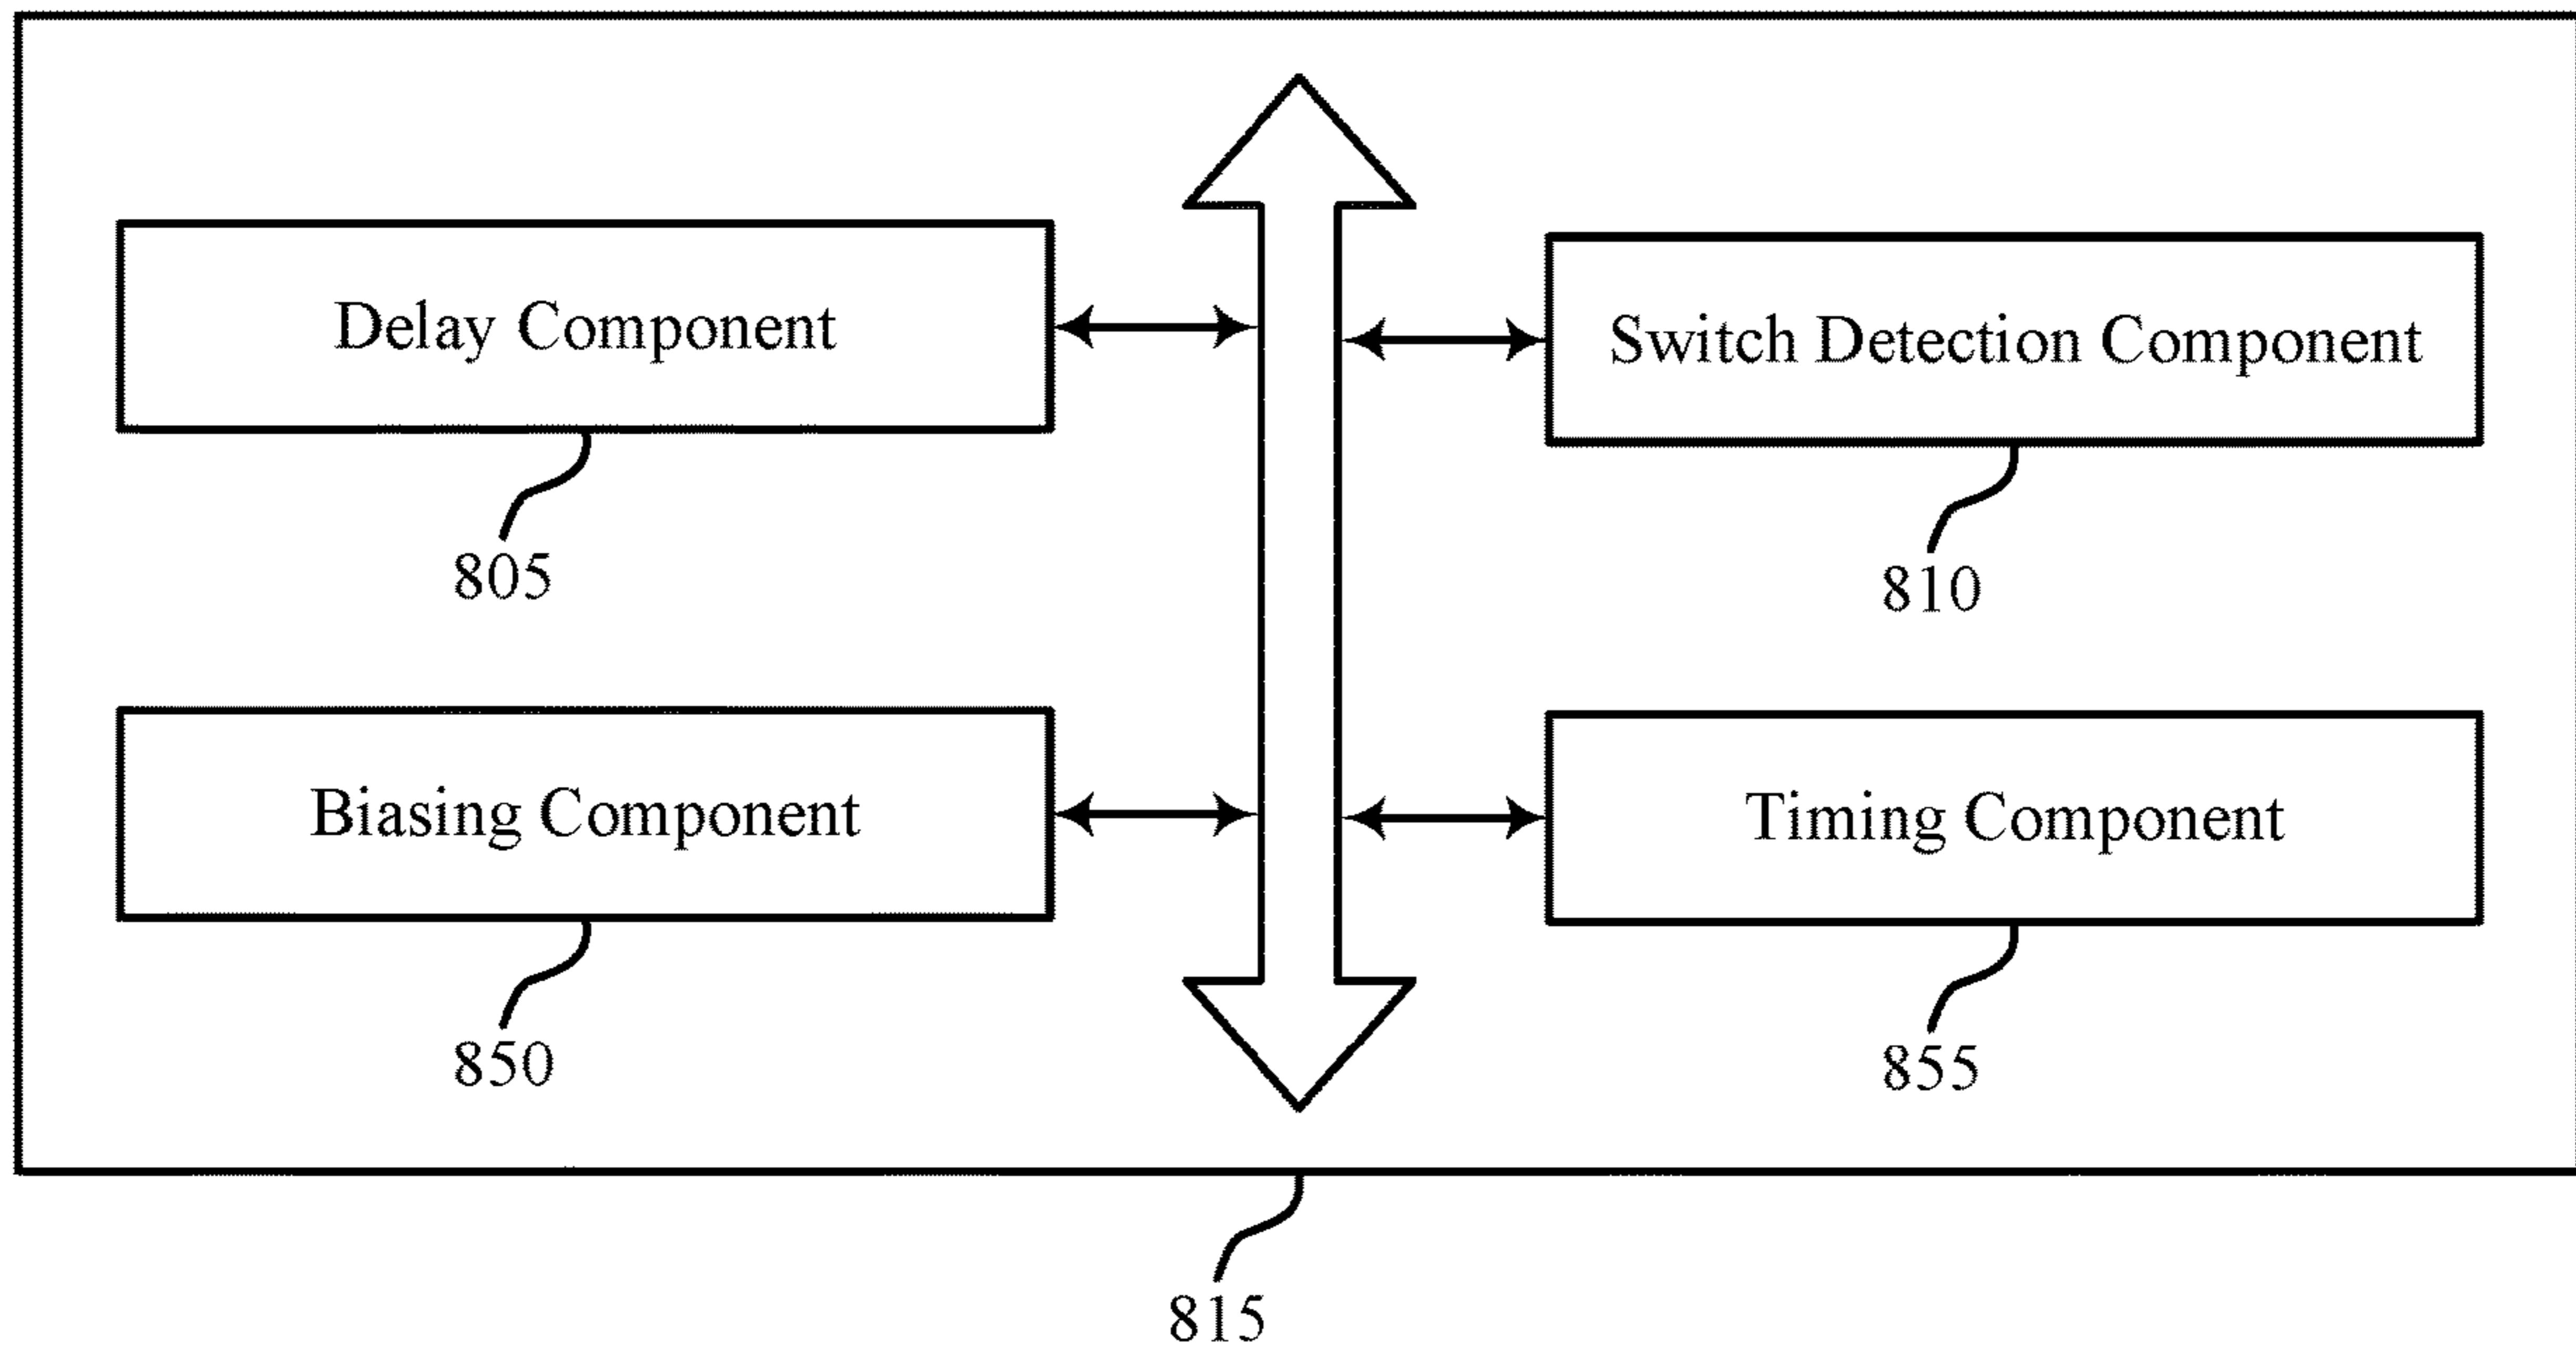 Delay Component
Switch Detection Component
805
810
Biasing Component
Timing Component
850
855
815